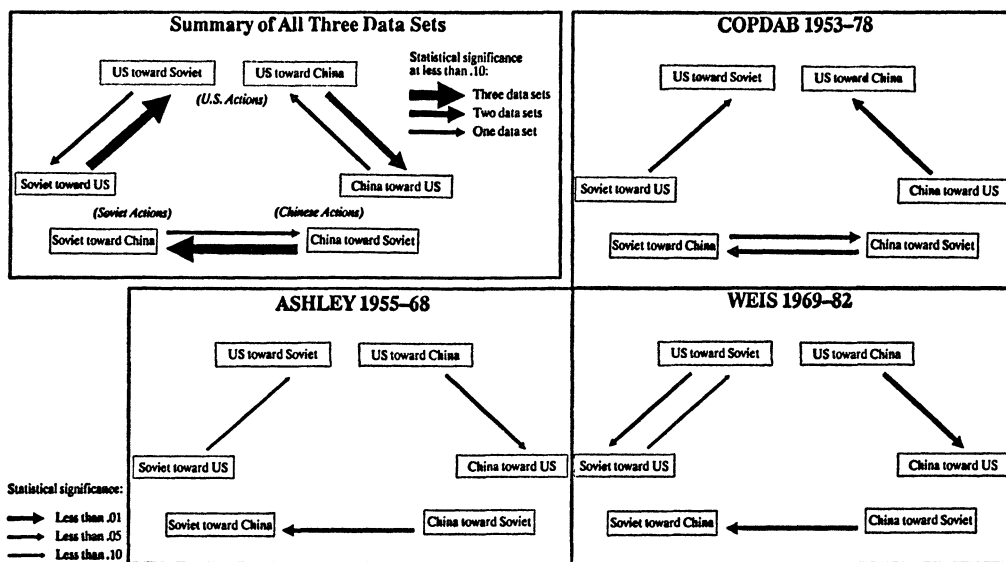 Summary of All Three Data Sets
US toward Soviet
US toward China
(U.S. Actions)
Statistical significance
at less than .10:
Three data sets
Two data sets
One data set
Soviet toward US
China toward US
(Soviet Actions)
(Chinese Actions)
Soviet toward China
China toward Soviet
COPDAB 1953–78
US toward Soviet
US toward China
Soviet toward US
China toward US
Soviet toward China
China toward Soviet
ASHLEY 1955–68
US toward Soviet
US toward China
Soviet toward US
China toward US
Soviet toward China
China toward Soviet
WEIS 1969–82
US toward Soviet
US toward China
Soviet toward US
China toward US
Soviet toward China
China toward Soviet
Statistical significance:
Less than .01
Less than .05
Less than .10